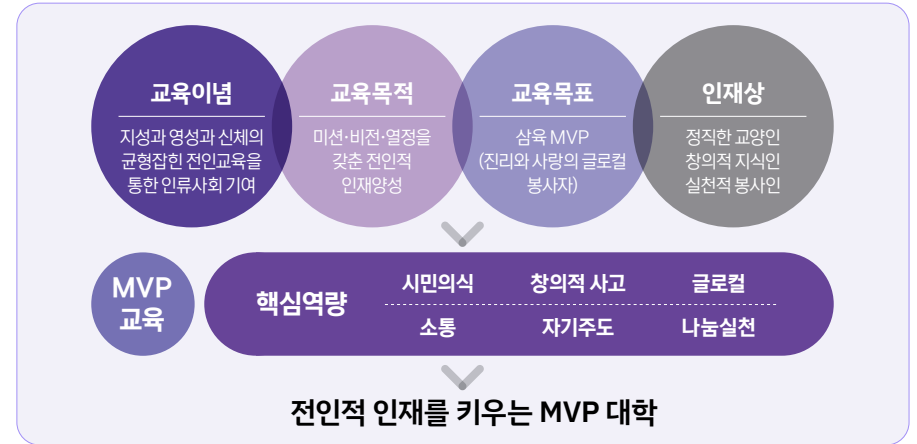 교육이념
지성과 영성과 신체의
균형잡힌 전인교육을
통한 인류사회 기여
교육목적
미션·비전·열정을
갖춘 전인적
인재양성
교육목표
삼육 MVP
(진리와 사랑의 글로컬
봉사자)
인재상
정직한 교양인
창의적 지식인
실천적 봉사인
MVP
교육
핵심역량
시민의식 창의적 사고 글로컬
소통 자기주도 나눔실천
전인적 인재를 키우는 MVP 대학